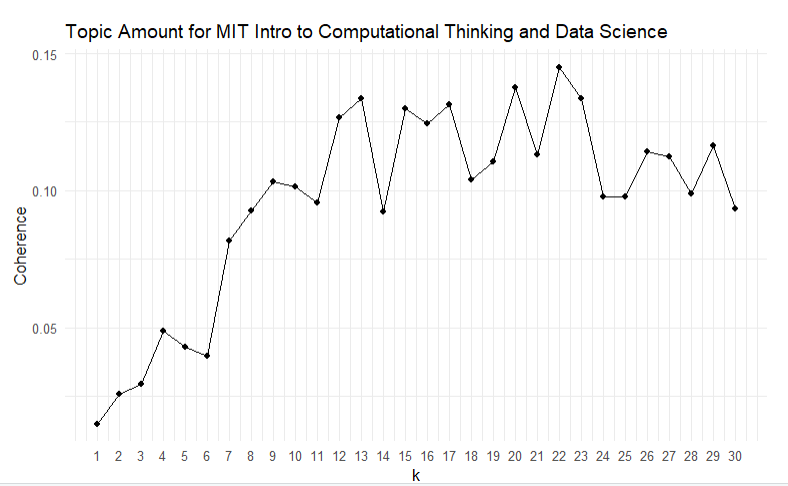 Topic Amount for MIT Intro to Computational Thinking and Data Science
0.15
0.10
0.05
Coherence
1 2 3 4 5 6 7 8 9 10 11 12 13 14 15 16 17 18 19 20 21 22 23 24 25 26 27 28 29 30
k